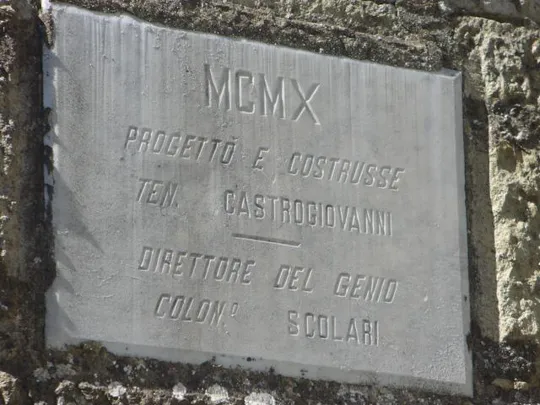 MCMX
PROGETTÒ E COSTRUSSE
TEN. CASTROGIOVANNI
DIRETTORE DEL GENIO
COLON.º SCOLARI